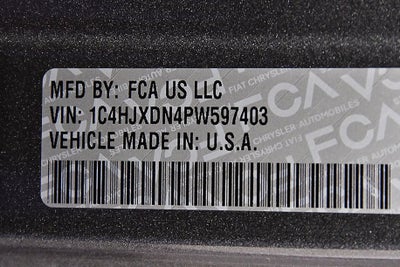 MFD BY: FCA US LLC
VIN: 1C4HJXDN4PW597403
VEHICLE MADE IN: U.S.A.